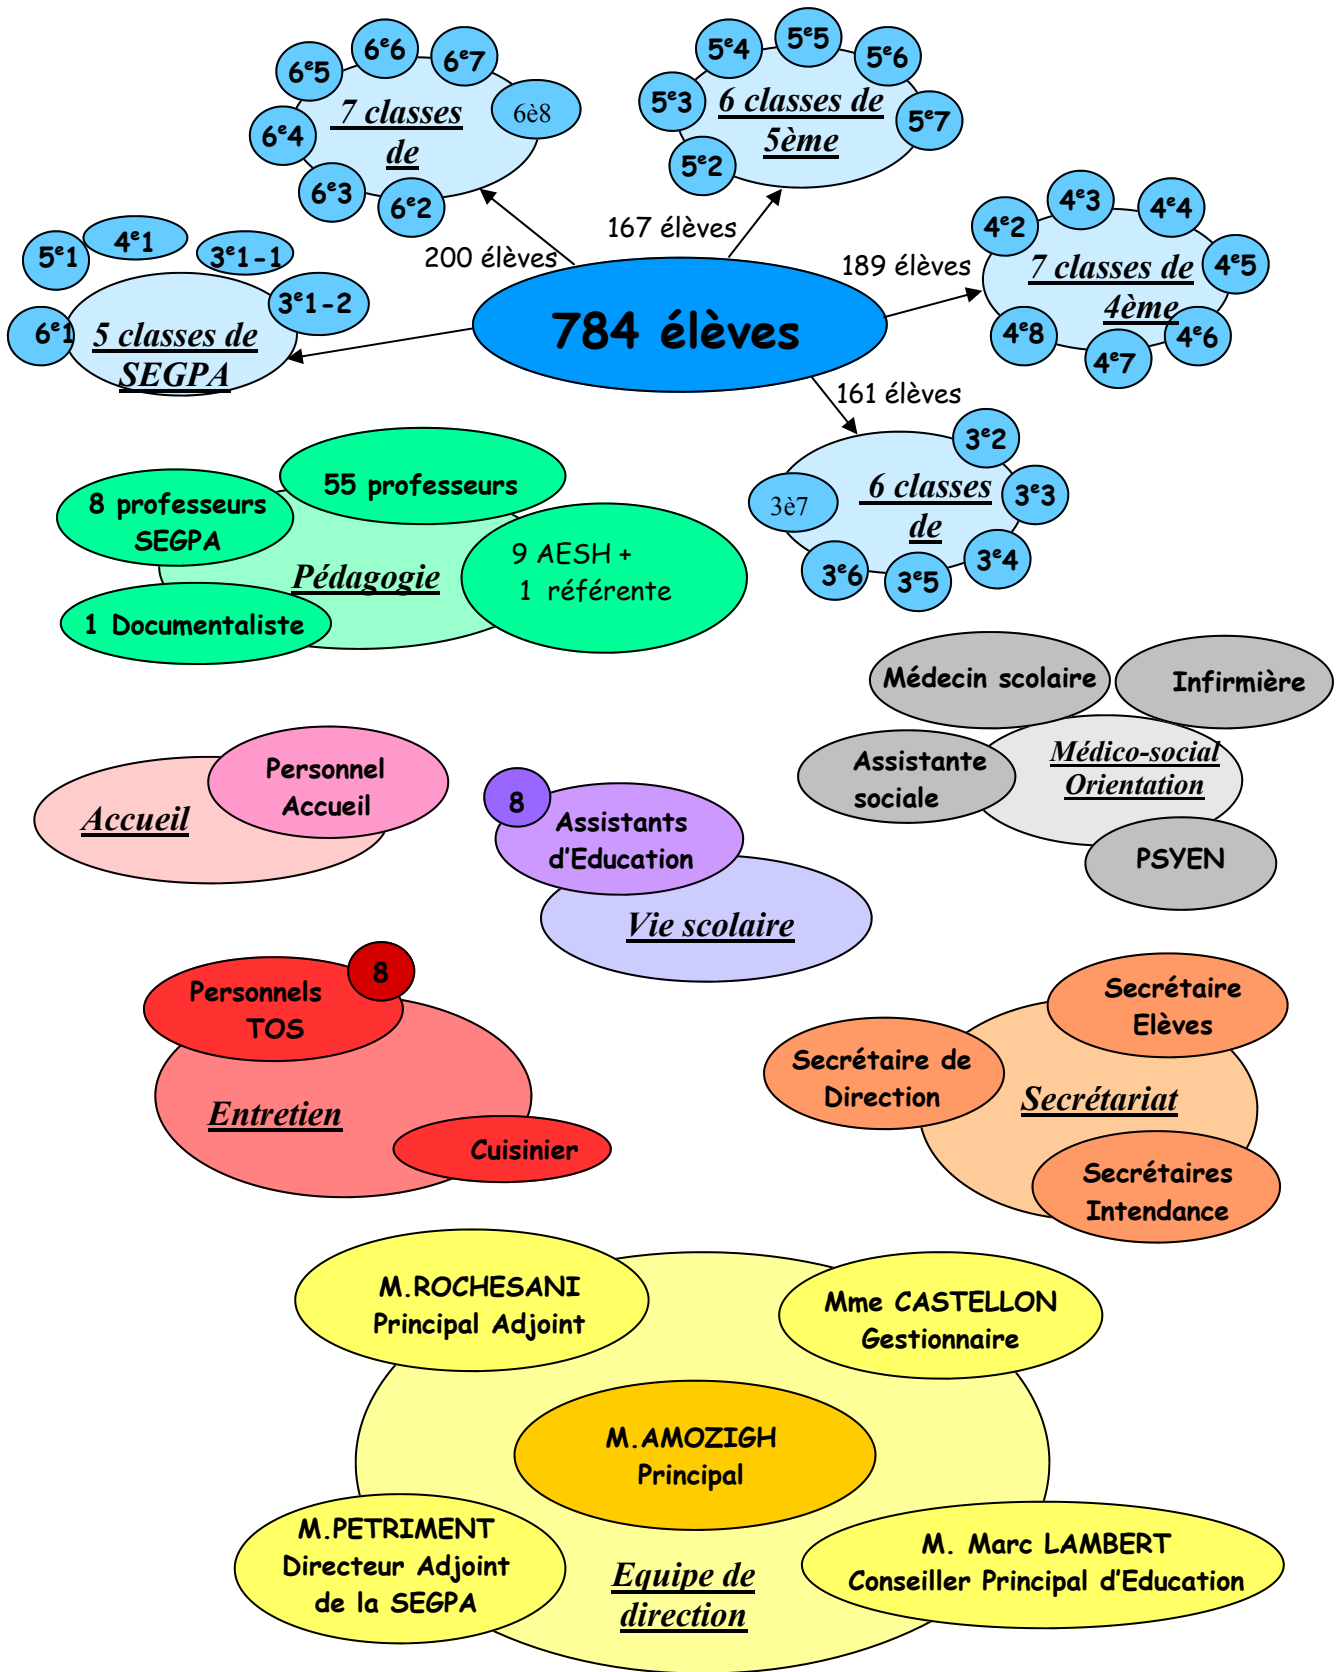 6e5
6e6
6e7
6è8
6e4
6e3
6e2
7 classes
de
5e4
5e5
5e6
5e3
5e7
5e2
6 classes de
5ème
200 élèves
167 élèves
189 élèves
4e2
4e3
4e4
4e5
4e8
4e7
4e6
7 classes de
4ème
5e1
4e1
3e1-1
3e1-2
6e1
5 classes de
SEGPA
784 élèves
161 élèves
3e2
3e3
3è7
3e4
3e6
3e5
6 classes
de
8 professeurs
SEGPA
55 professeurs
9 AESH +
1 référente
Pédagogie
1 Documentaliste
Médecin scolaire
Infirmière
Assistante
sociale
Médico-social
Orientation
PSYEN
Personnel
Accueil
Accueil
8
Assistants
d'Education
Vie scolaire
8
Personnels
TOS
Entretien
Cuisinier
Secrétaire
Elèves
Secrétaire de
Direction
Secrétariat
Secrétaires
Intendance
M.ROCHESANI
Principal Adjoint
Mme CASTELLON
Gestionnaire
M.AMOZIGH
Principal
M.PETRIMENT
Directeur Adjoint
de la SEGPA
M. Marc LAMBERT
Conseiller Principal d'Education
Equipe de
direction